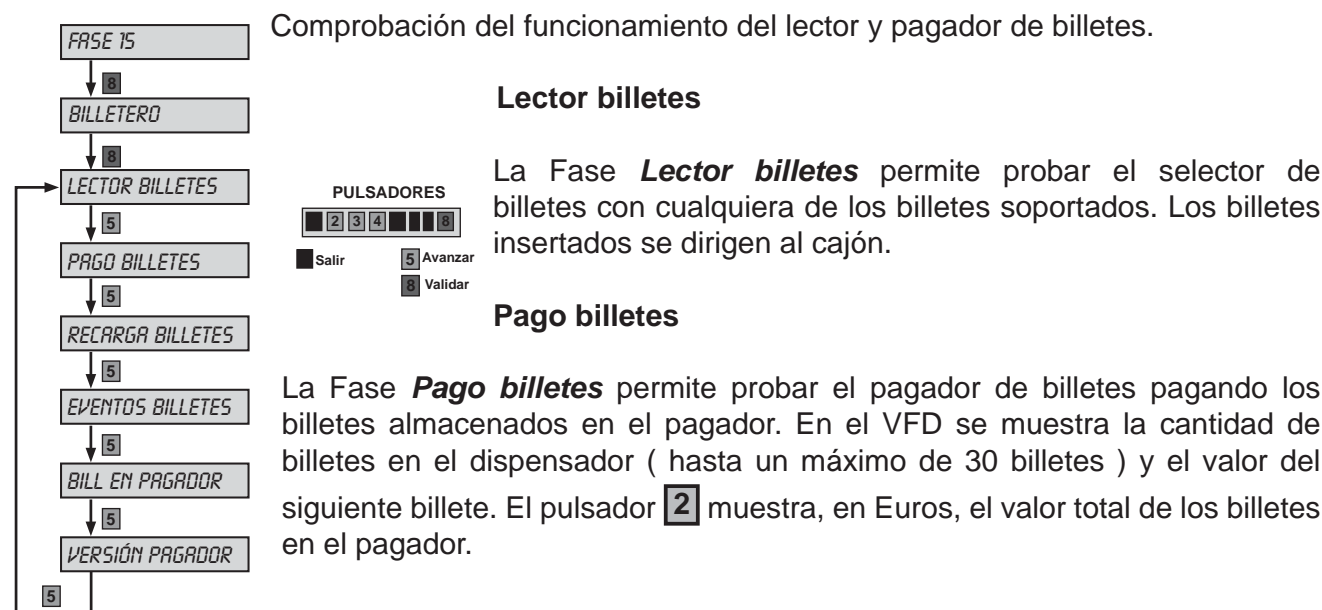 Comprobación del funcionamiento del lector y pagador de billetes.
FASE 15
8
BILLETERO
8
LECTOR BILLETES
5
PAGO BILLETES
5
RECARGA BILLETES
5
EVENTOS BILLETES
5
BILL EN PAGADOR
5
VERSIÓN PAGADOR
5
PULSADORES
2 3 4 8
Salir 5 Avanzar
8 Validar
Lector billetes
La Fase Lector billetes permite probar el selector de
billetes con cualquiera de los billetes soportados. Los billetes
insertados se dirigen al cajón.
Pago billetes
La Fase Pago billetes permite probar el pagador de billetes pagando los
billetes almacenados en el pagador. En el VFD se muestra la cantidad de
billetes en el dispensador ( hasta un máximo de 30 billetes ) y el valor del
siguiente billete. El pulsador 2 muestra, en Euros, el valor total de los billetes
en el pagador.